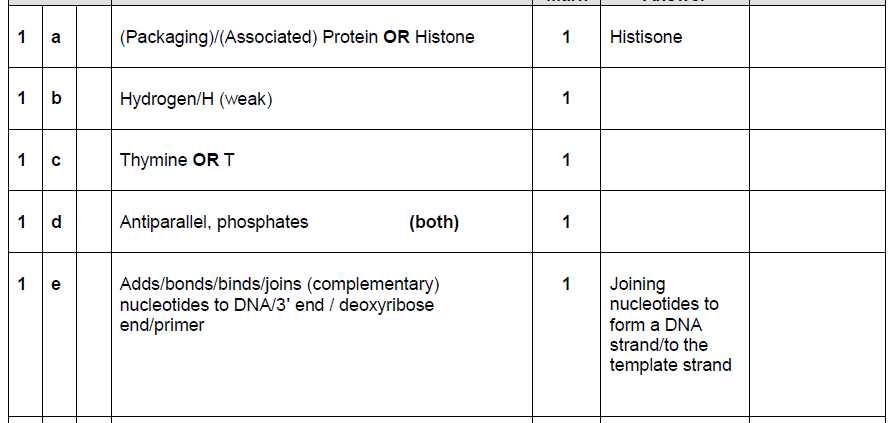 1 a (Packaging)/(Associated) Protein OR Histone 1 Histisone
1 b Hydrogen/H (weak) 1
1 c Thymine OR T 1
1 d Antiparallel, phosphates (both) 1
1 e Adds/bonds/binds/joins (complementary) 1 Joining
nucleotides to DNA/3' end / deoxyribose nucleotides to
end/primer form a DNA
strand/to the
template strand